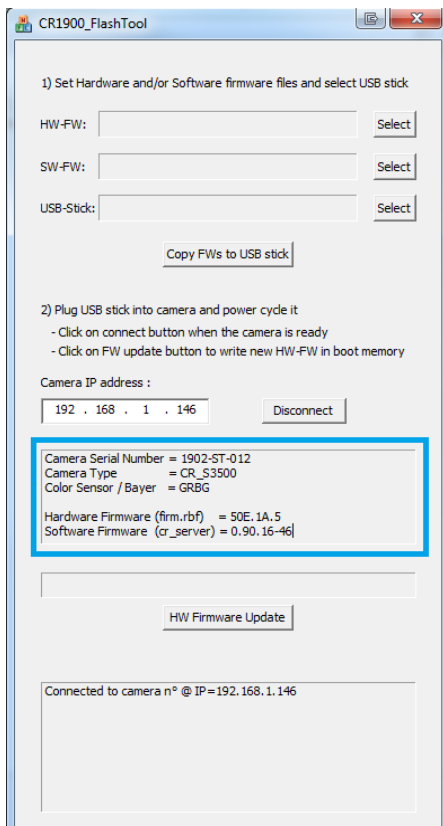 CR1900_FlashTool
1) Set Hardware and/or Software firmware files and select USB stick
HW-FW: Select
SW-FW: Select
USB-Stick: Select
Copy FWs to USB stick
2) Plug USB stick into camera and power cycle it
- Click on connect button when the camera is ready
- Click on FW update button to write new HW-FW in boot memory
Camera IP address :
192 . 168 . 1 . 146 Disconnect
Camera Serial Number = 1902-ST-012
Camera Type = CR_S3500
Color Sensor / Bayer = GRBG
Hardware Firmware (firm.rbf) = 50E.1A.5
Software Firmware (cr_server) = 0.90.16-46
HW Firmware Update
Connected to camera n° @ IP=192.168.1.146